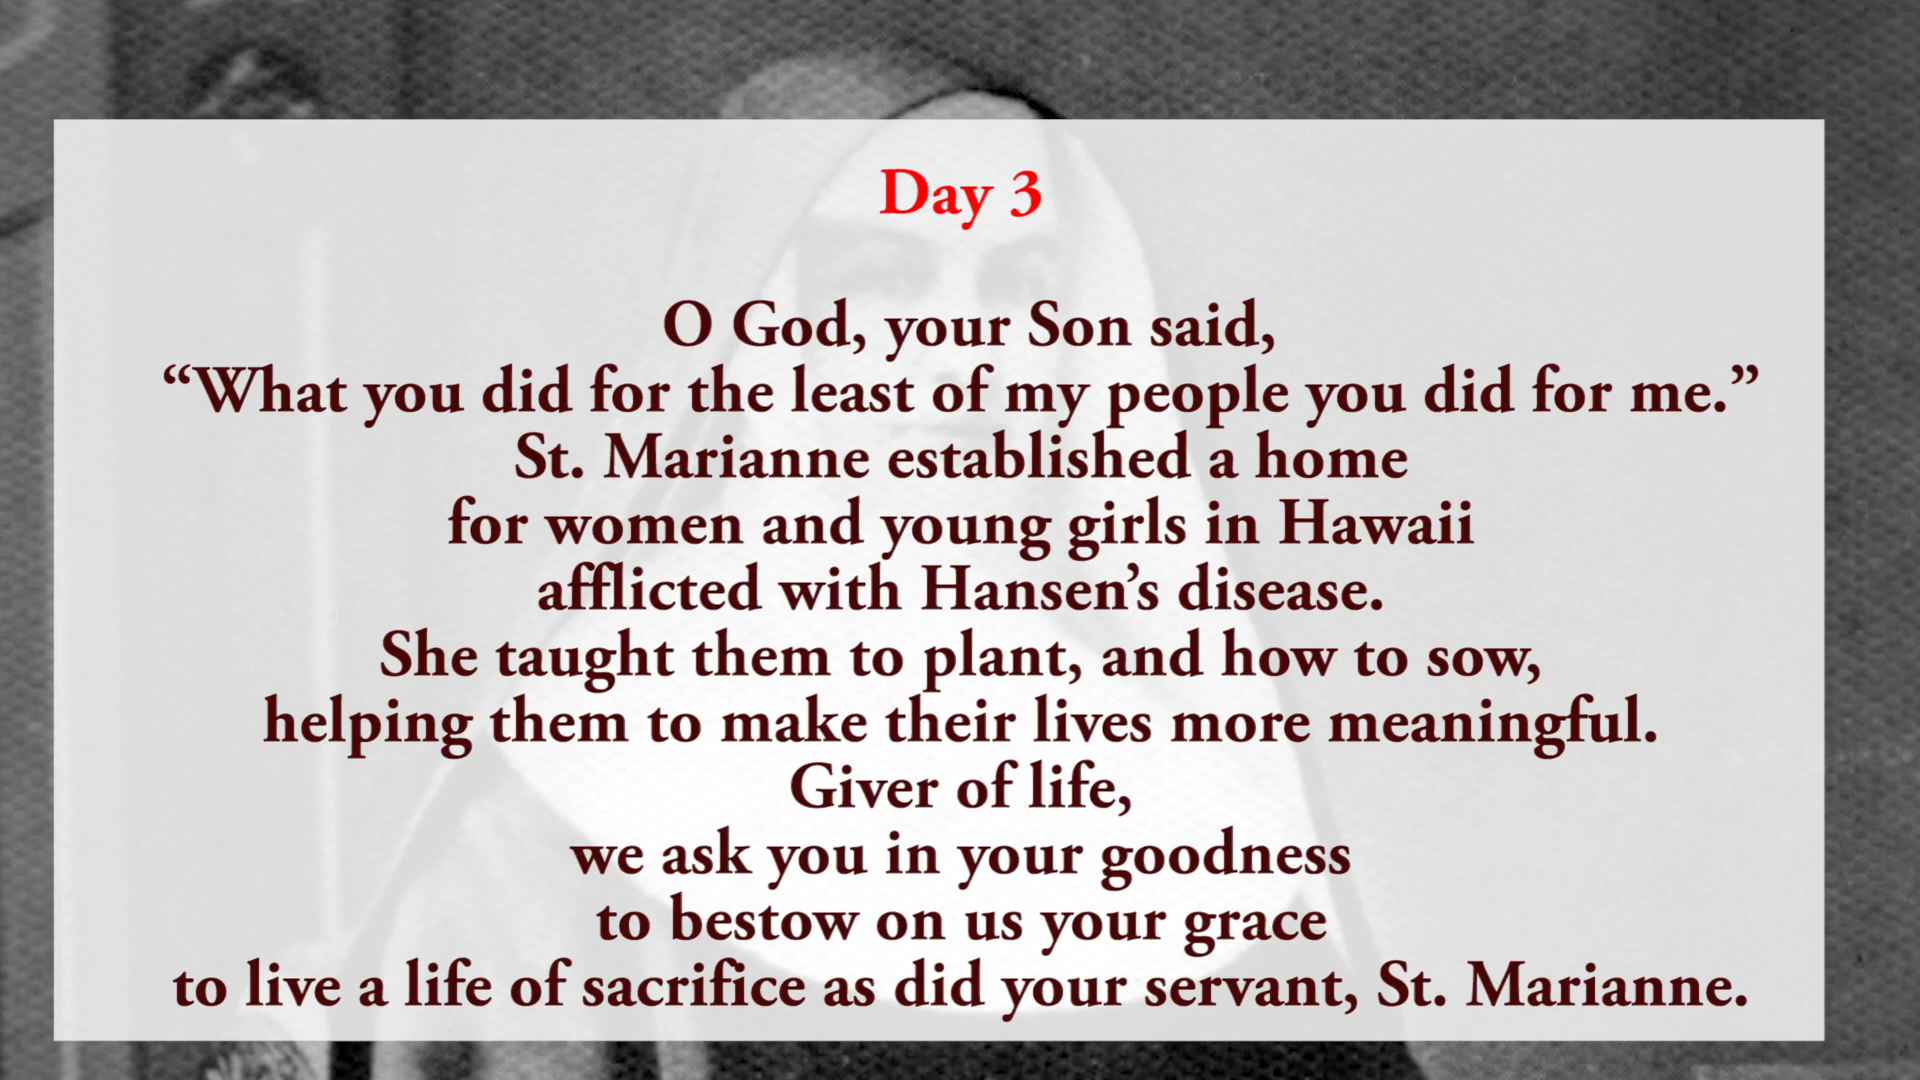 Day 3
O God, your Son said,
“What you did for the least of my people you did for me.”
St. Marianne established a home
for women and young girls in Hawaii
afflicted with Hansen’s disease.
She taught them to plant, and how to sow,
helping them to make their lives more meaningful.
Giver of life,
we ask you in your goodness
to bestow on us your grace
to live a life of sacrifice as did your servant, St. Marianne.